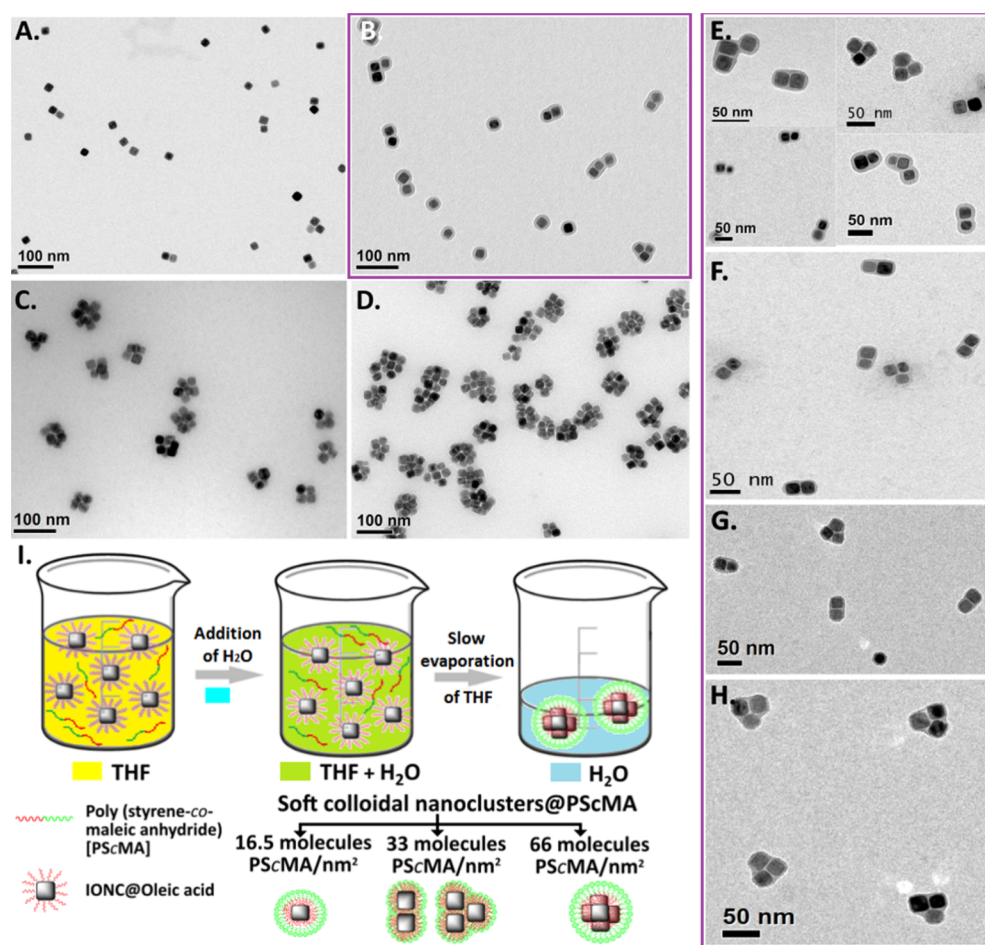 A.
100 nm
B.
100 nm
C.
100 nm
D.
100 nm
E.
50 nm
50 nm
50 nm
50 nm
F.
50 nm
G.
50 nm
H.
50 nm
I.
Addition
of H₂O
Slow
evaporation
of THF
THF
THF + H₂O
H₂O
Poly (styrene-co-
maleic anhydride)
[PScMA]
IONC@Oleic acid
Soft colloidal nanoclusters@PScMA
16.5 molecules
PScMA/nm²
33 molecules
PScMA/nm²
66 molecules
PScMA/nm²